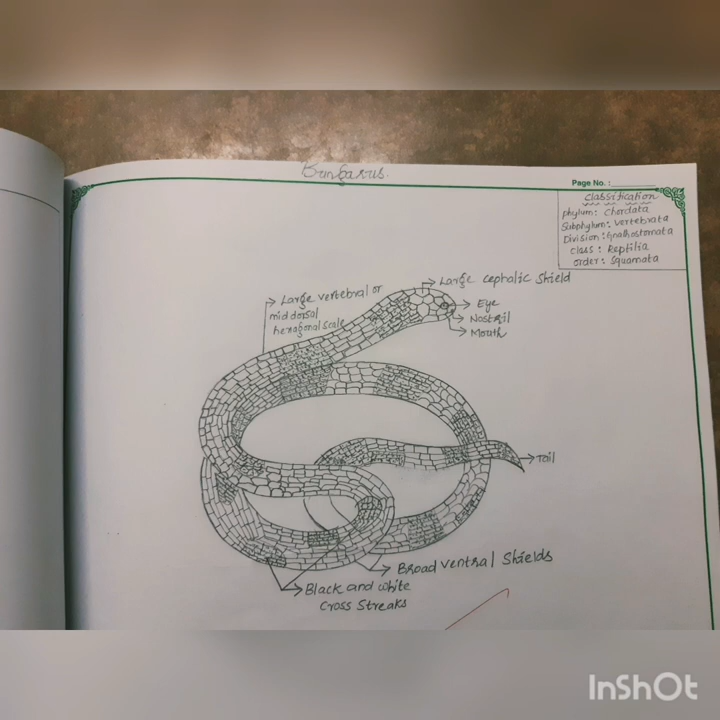 Bungarus.
Page No. :
Classification
phylum: Chordata
Subphylum: Vertebrata
Division: Gnathostomata
Class: Reptilia
order: Squamata
Large cephalic Shield
Large vertebral or
mid dorsal
hexagonal scale
Eye
Nostril
Mouth
Tail
Broad ventral Shields
Black and white
Cross Streaks
InShOt